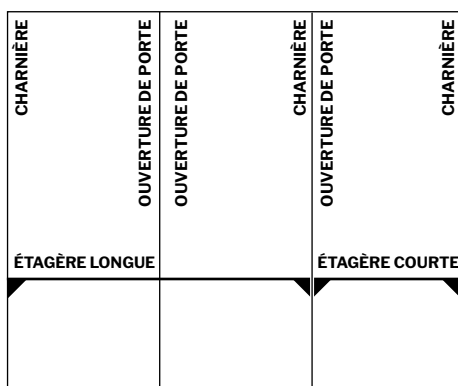 CHARNIÈRE
OUVERTURE DE PORTE
OUVERTURE DE PORTE
CHARNIÈRE
OUVERTURE DE PORTE
CHARNIÈRE
ÉTAGÈRE LONGUE
ÉTAGÈRE COURTE